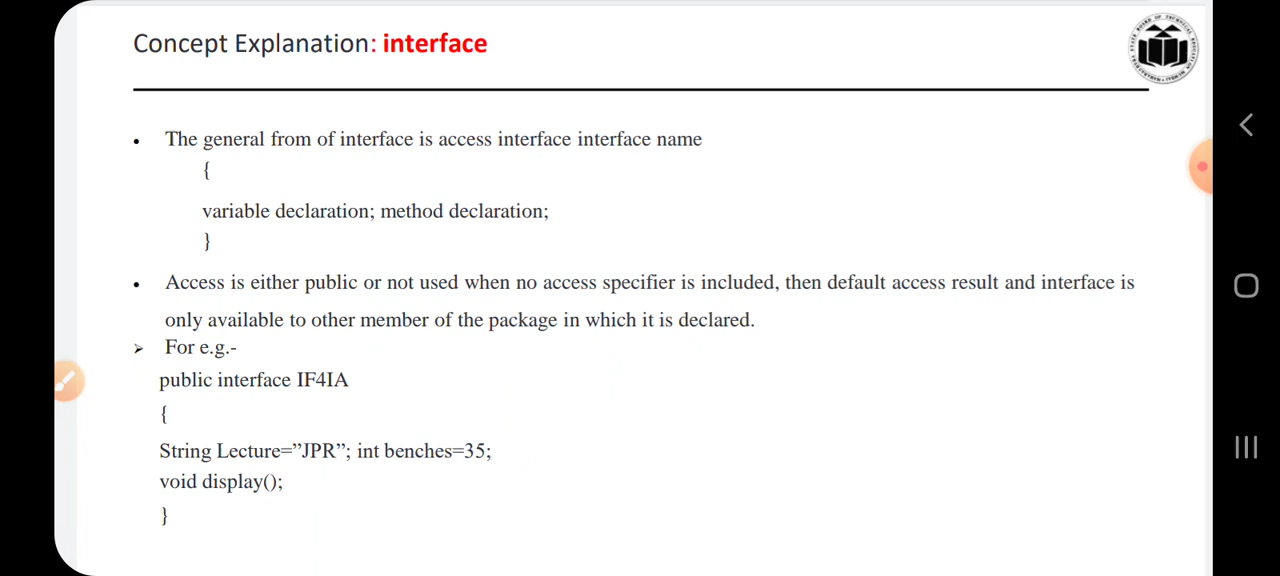 Concept Explanation: interface
• The general from of interface is access interface interface name
{
variable declaration; method declaration;
}
• Access is either public or not used when no access specifier is included, then default access result and interface is
only available to other member of the package in which it is declared.
➢ For e.g.-
public interface IF4IA
{
String Lecture=”JPR”; int benches=35;
void display();
}